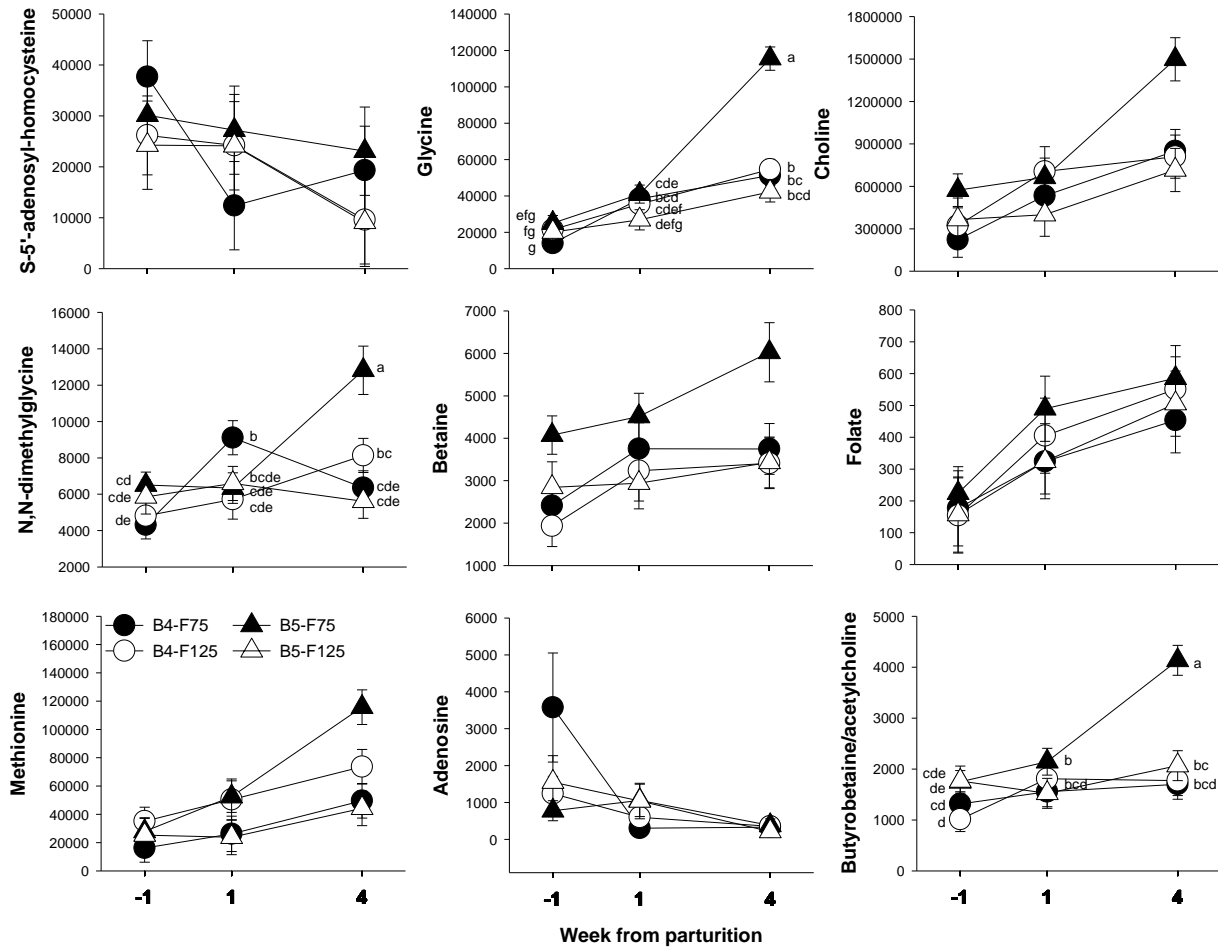 S-5'-adenosyl-homocysteine
50000
40000
30000
20000
10000
0
Glycine
140000
120000
100000
80000
60000
40000
20000
0
a
b
bc
bcd
cde
bcd
cdef
defg
efg
fg
g
Choline
1800000
1500000
1200000
900000
600000
300000
0
N,N-dimethylglycine
16000
14000
12000
10000
8000
6000
4000
2000
a
b
bc
cde
cde
bcde
cde
cde
cd
cde
de
Betaine
7000
6000
5000
4000
3000
2000
1000
Folate
800
700
600
500
400
300
200
100
0
Methionine
180000
160000
140000
120000
100000
80000
60000
40000
20000
0
B4-F75 B5-F75
B4-F125 B5-F125
-1 1 4
Adenosine
6000
5000
4000
3000
2000
1000
0
-1 1 4
Butyrobetaine/acetylcholine
5000
4000
3000
2000
1000
0
a
b
bc
bcd
bcd
cde
de
cd
d
-1 1 4
Week from parturition